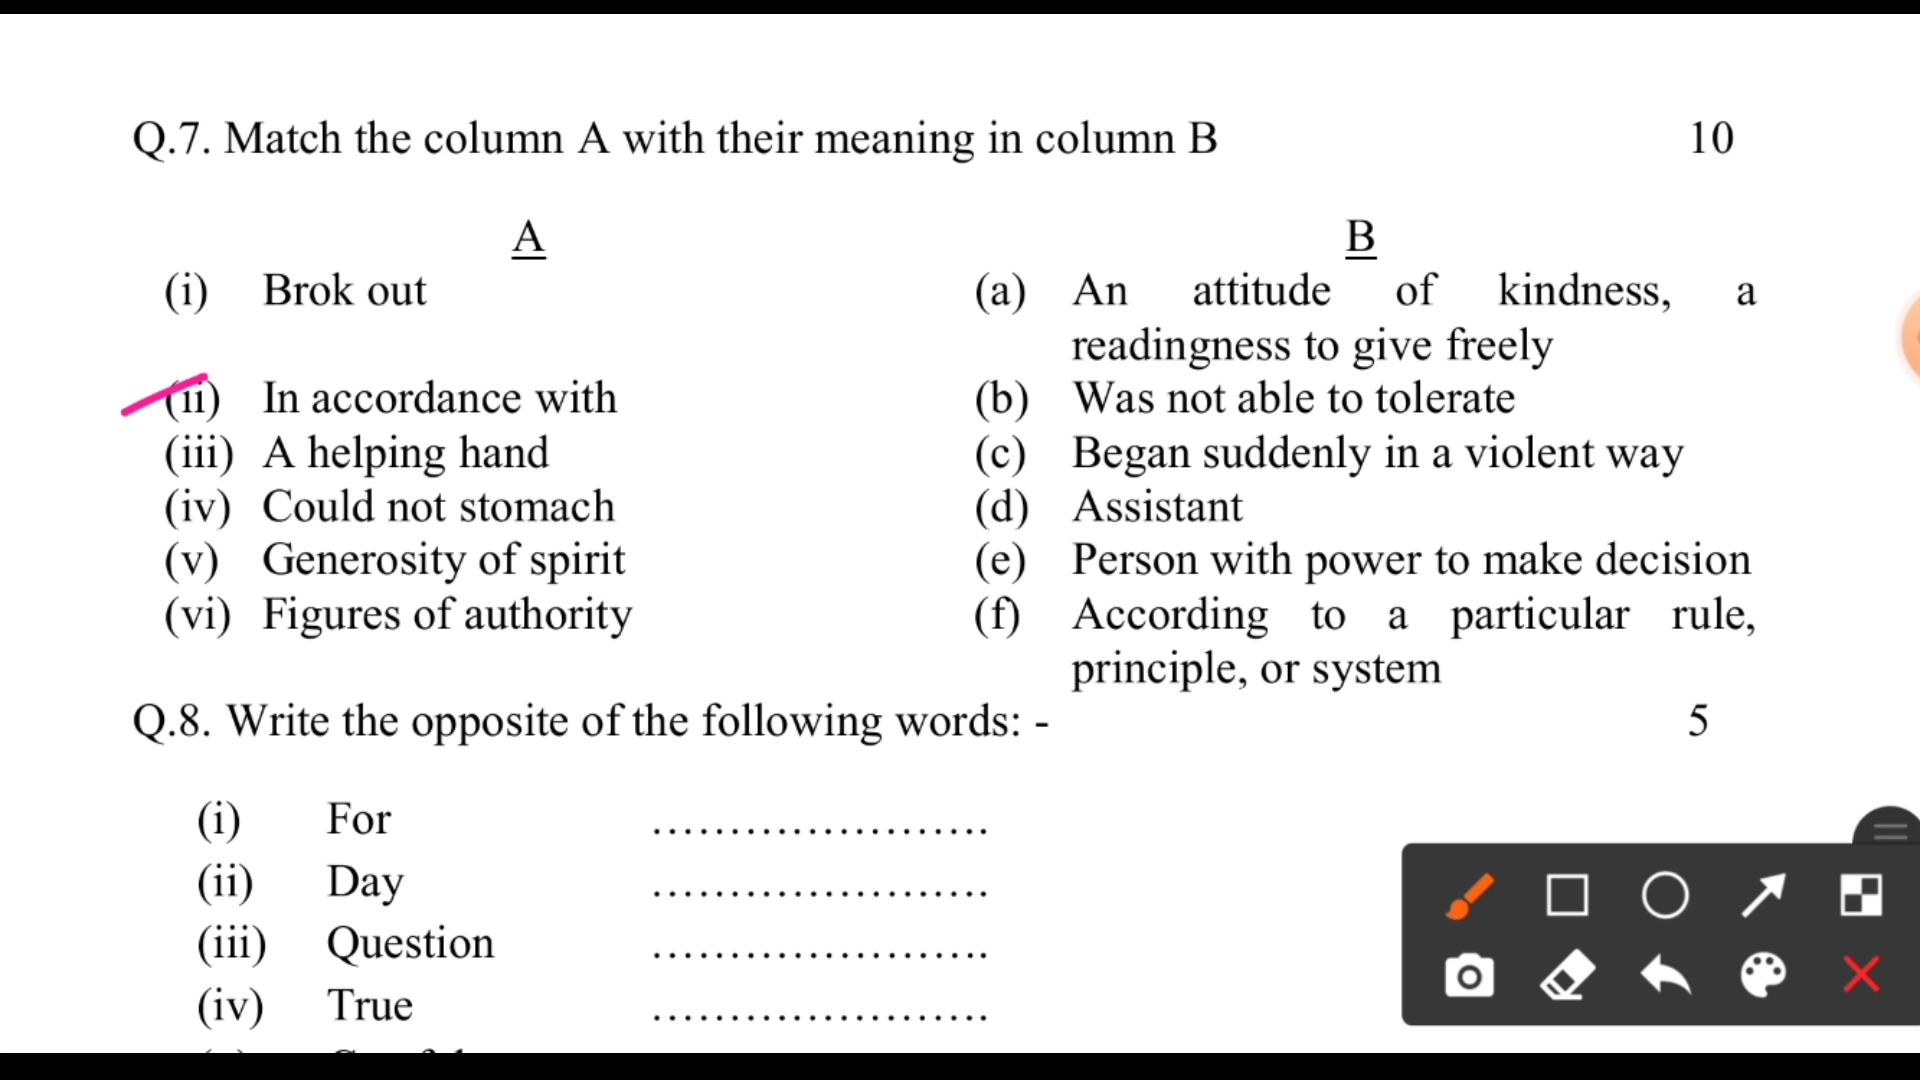 Q.7. Match the column A with their meaning in column B 10
A B
(i) Brok out (a) An attitude of kindness, a
readingness to give freely
(ii) In accordance with (b) Was not able to tolerate
(iii) A helping hand (c) Began suddenly in a violent way
(iv) Could not stomach (d) Assistant
(v) Generosity of spirit (e) Person with power to make decision
(vi) Figures of authority (f) According to a particular rule,
principle, or system
Q.8. Write the opposite of the following words: - 5
(i) For ......................
(ii) Day ......................
(iii) Question ......................
(iv) True ......................